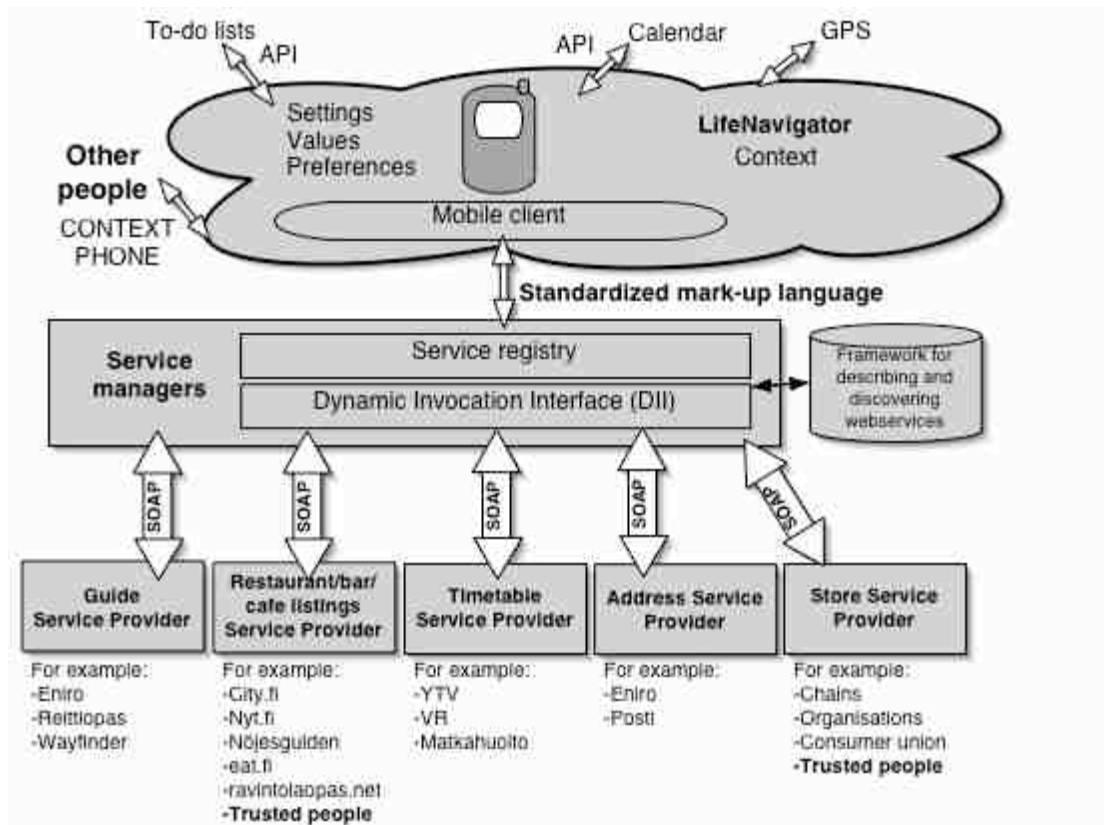 To-do lists
API
API
Calendar
GPS
Settings
Values
Preferences
LifeNavigator
Context
Other
people
CONTEXT
PHONE
Mobile client
Standardized mark-up language
Service
managers
Service registry
Dynamic Invocation Interface (DII)
Framework for
describing and
discovering
webservices
SOAP
SOAP
SOAP
SOAP
SOAP
Guide
Service Provider
For example:
-Eniro
-Reittiopas
-Wayfinder
Restaurant/bar/
cafe listings
Service Provider
For example:
-City.fi
-Nyt.fi
-Nöjesguiden
-eat.fi
-ravintolaopas.net
-Trusted people
Timetable
Service Provider
For example:
-YTV
-VR
-Matkahuolto
Address Service
Provider
For example:
-Eniro
-Posti
Store Service
Provider
For example:
-Chains
-Organisations
-Consumer union
-Trusted people